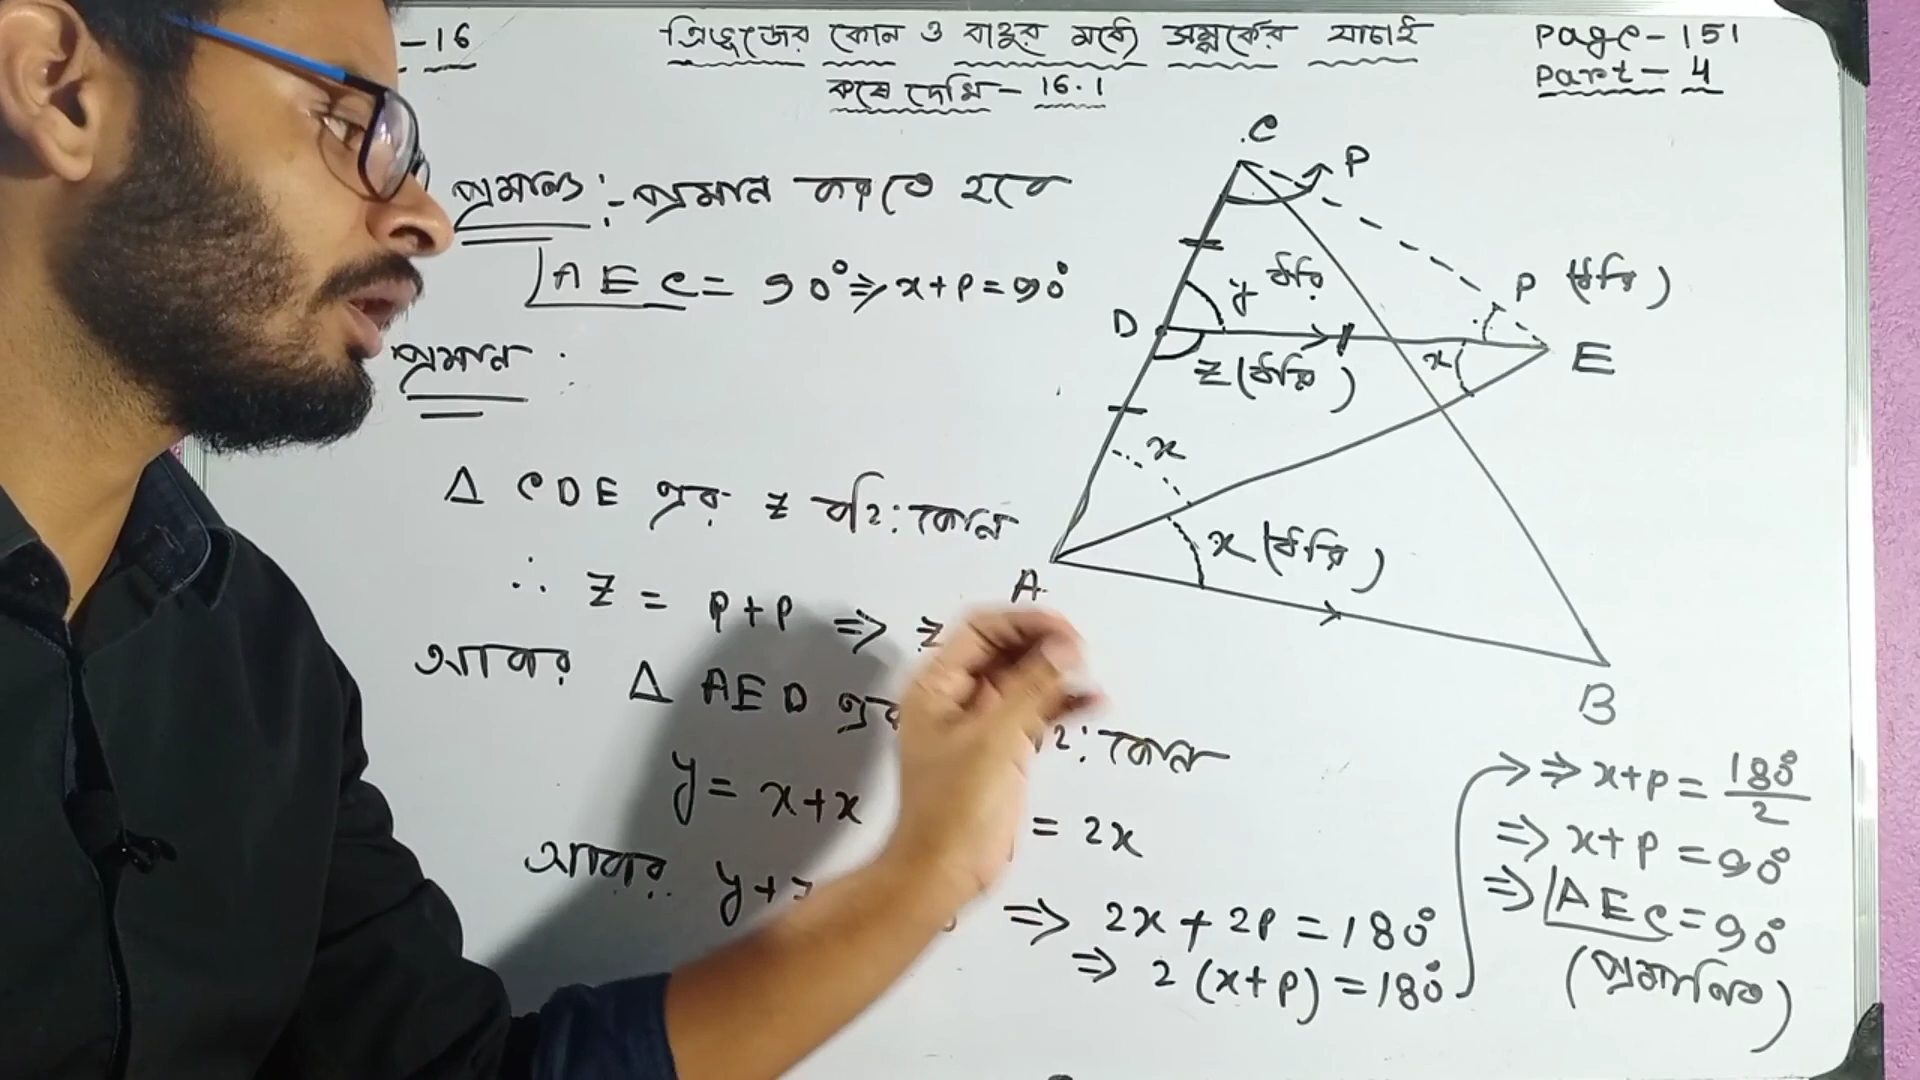 -16
ত্রিভুজের কোন ও বাহুর মধ্যে সম্পর্কের যাচাই
কষে দেখি - 16.1
Page - 151
Part - 4
প্রমান করতে হবে
∠AEC = 90° ⇒ x+P = 90°
প্রমান :
Δ CDE এর z বহি:কোন
∴ z = P+P ⇒ z
আবার Δ AED এর বহি:কোন
y = x+x = 2x
আবার y+z ⇒ 2x + 2P = 180°
⇒ 2(x+P) = 180°
⇒ x+P = 180°/2
⇒ x+P = 90°
⇒ ∠AEC = 90°
(প্রমানিত)
C
P
y ধরি
P (ধরি)
D
z (ধরি)
x
E
x
x (ধরি)
A
B